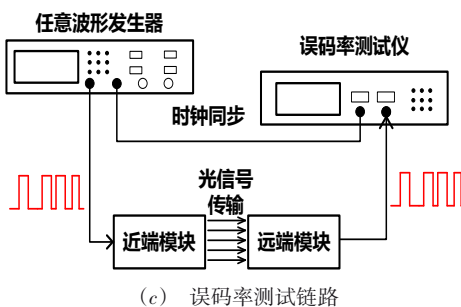 任意波形发生器
误码率测试仪
时钟同步
光信号
传输
近端模块
远端模块
(c) 误码率测试链路